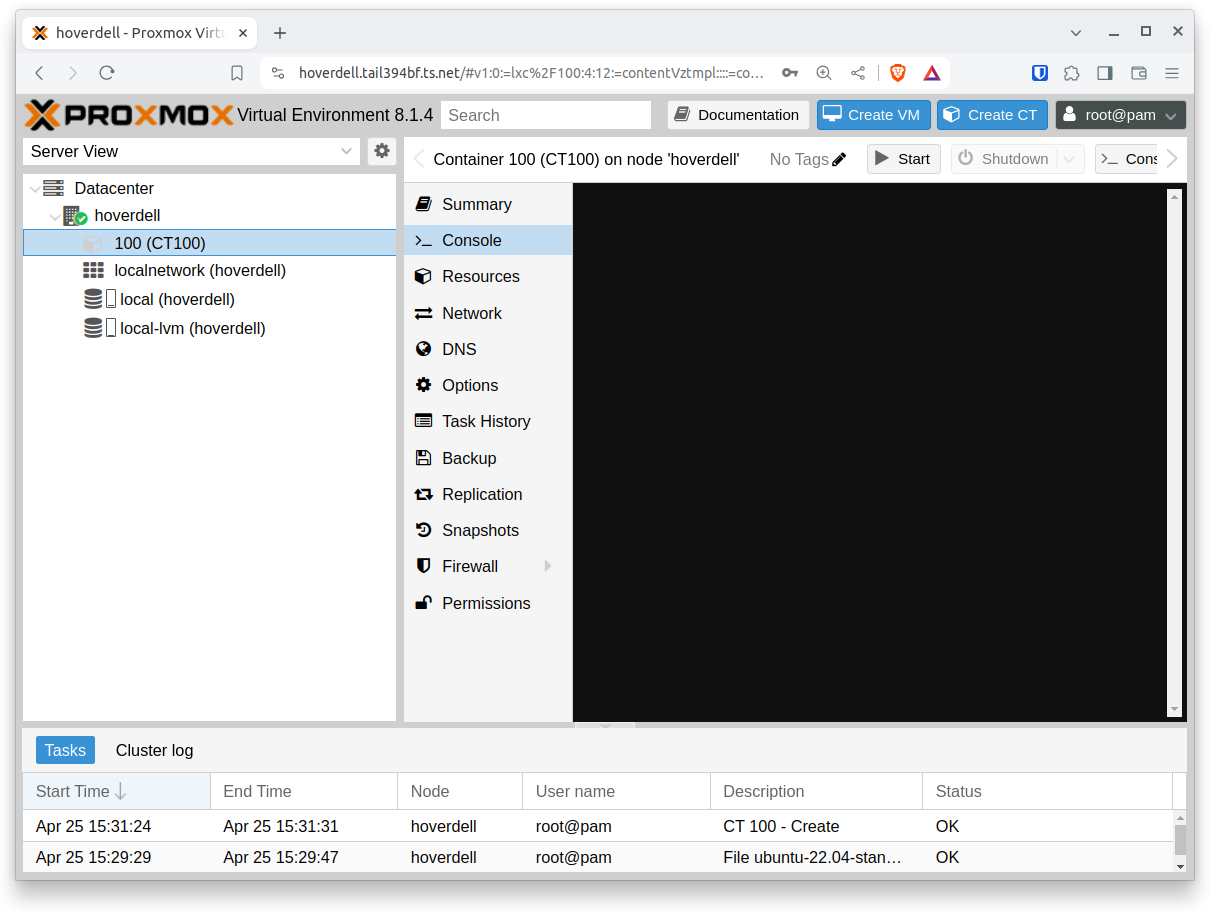 hoverdell - Proxmox Virtu
hoverdell.tail394bf.ts.net/#v1:0:=lxc%2F100:4:12:=contentVztmpl::::=co…
PROXMOX Virtual Environment 8.1.4 Search Documentation Create VM Create CT root@pam
Server View
Container 100 (CT100) on node 'hoverdell' No Tags Start Shutdown Cons
Datacenter
hoverdell
100 (CT100)
localnetwork (hoverdell)
local (hoverdell)
local-lvm (hoverdell)
Summary
Console
Resources
Network
DNS
Options
Task History
Backup
Replication
Snapshots
Firewall
Permissions
Tasks Cluster log
Start Time End Time Node User name Description Status
Apr 25 15:31:24 Apr 25 15:31:31 hoverdell root@pam CT 100 - Create OK
Apr 25 15:29:29 Apr 25 15:29:47 hoverdell root@pam File ubuntu-22.04-stan… OK